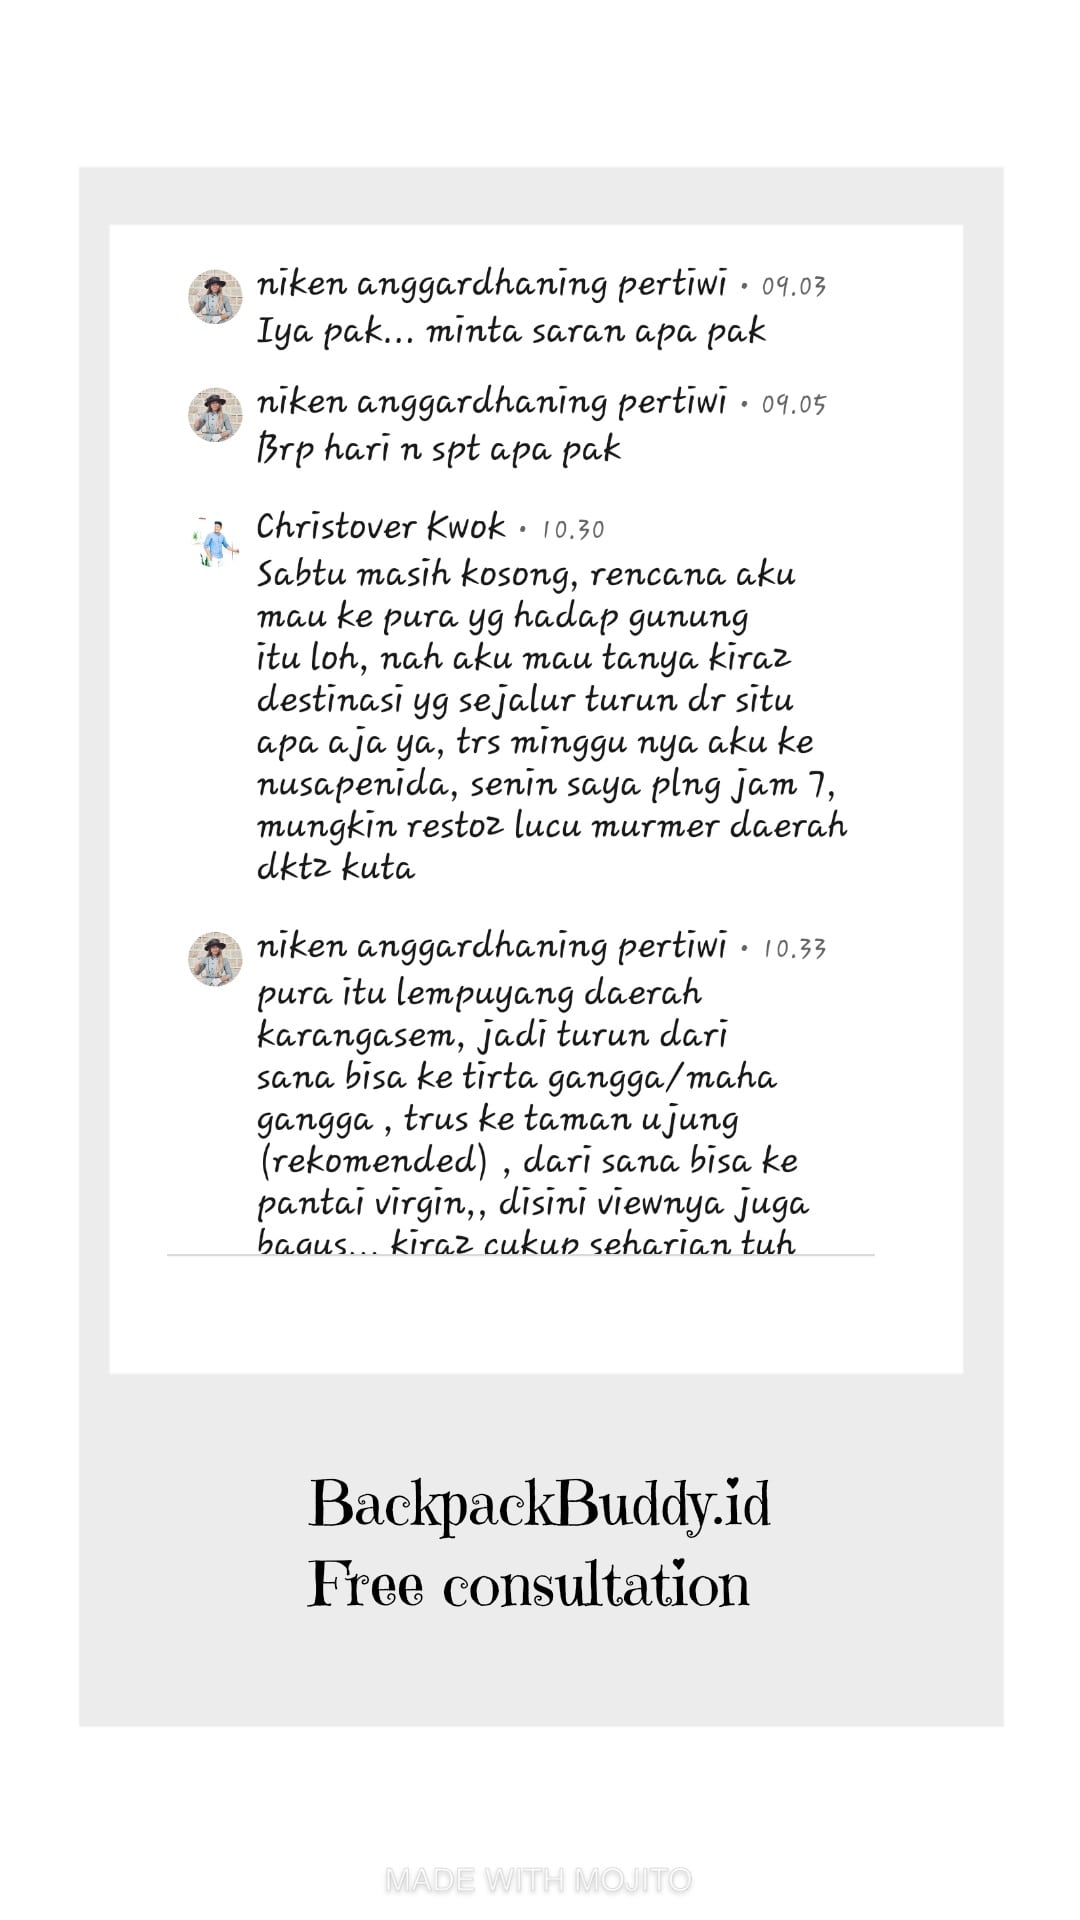 niken anggardhaning pertiwi • 09.03
Iya pak... minta saran apa pak
niken anggardhaning pertiwi • 09.05
Brp hari n spt apa pak
Christover Kwok • 10.30
Sabtu masih kosong, rencana aku
mau ke pura yg hadap gunung
itu loh, nah aku mau tanya kira2
destinasi yg sejalur turun dr situ
apa aja ya, trs minggu nya aku ke
nusapenida, senin saya plng jam 7,
mungkin resto2 lucu murmer daerah
dkt2 kuta
niken anggardhaning pertiwi • 10.33
pura itu lempuyang daerah
karangasem, jadi turun dari
sana bisa ke tirta gangga/maha
gangga , trus ke taman ujung
(rekomended) , dari sana bisa ke
pantai virgin,, disini viewnya juga
bagus... kira2 cukup seharian tuh
BackpackBuddy.id
Free consultation
MADE WITH MOJITO